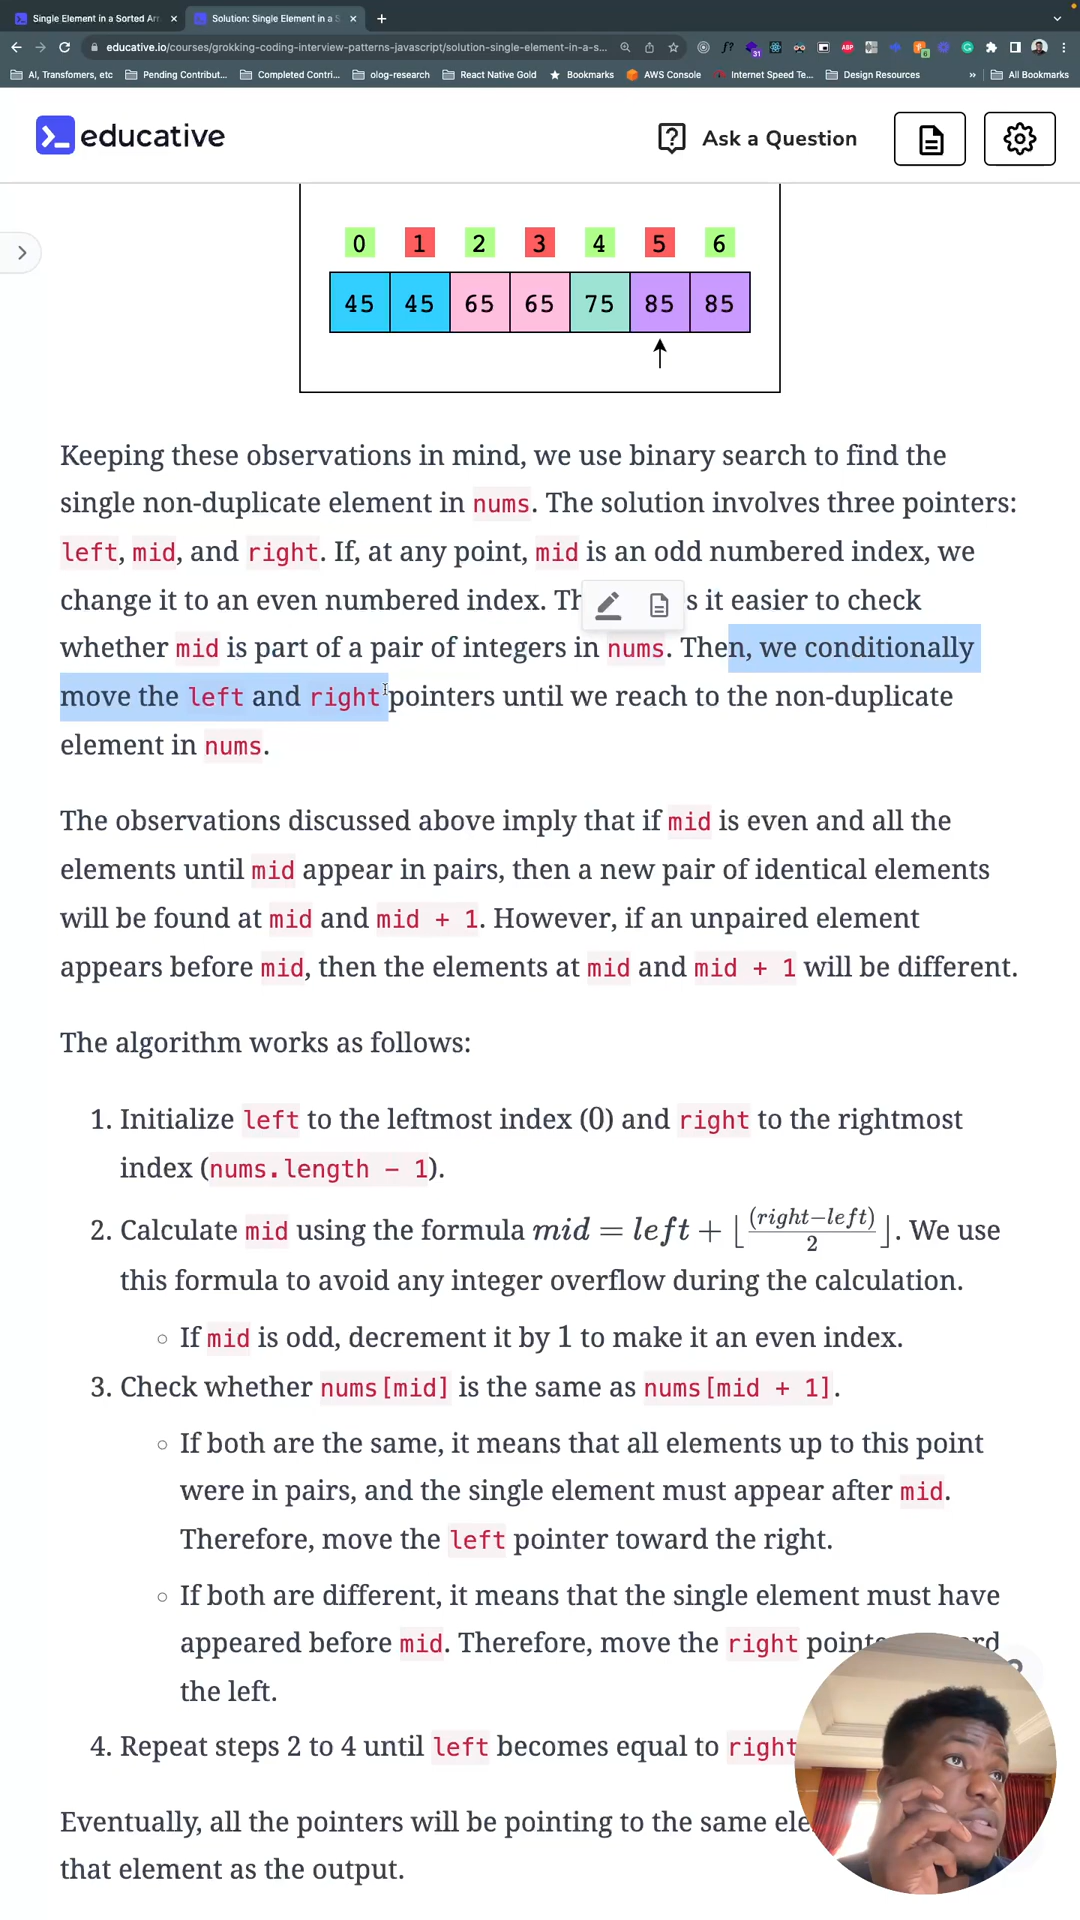 Single Element in a Sorted Ar
Solution: Single Element in a S
educative.io/courses/grokking-coding-interview-patterns-javascript/solution-single-element-in-a-s...
AI, Transfomers, etc
Pending Contribut...
Completed Contri...
olog-research
React Native Gold
Bookmarks
AWS Console
Internet Speed Te...
Design Resources
»
All Bookmarks
educative
Ask a Question
0 1 2 3 4 5 6
45 45 65 65 75 85 85
Keeping these observations in mind, we use binary search to find the
single non-duplicate element in nums. The solution involves three pointers:
left, mid, and right. If, at any point, mid is an odd numbered index, we
change it to an even numbered index. Th s it easier to check
whether mid is part of a pair of integers in nums. Then, we conditionally
move the left and right pointers until we reach to the non-duplicate
element in nums.
The observations discussed above imply that if mid is even and all the
elements until mid appear in pairs, then a new pair of identical elements
will be found at mid and mid + 1. However, if an unpaired element
appears before mid, then the elements at mid and mid + 1 will be different.
The algorithm works as follows:
1. Initialize left to the leftmost index (0) and right to the rightmost
index (nums.length - 1).
2. Calculate mid using the formula mid = left + ⌊(right−left)/2⌋. We use
this formula to avoid any integer overflow during the calculation.
○ If mid is odd, decrement it by 1 to make it an even index.
3. Check whether nums[mid] is the same as nums[mid + 1].
○ If both are the same, it means that all elements up to this point
were in pairs, and the single element must appear after mid.
Therefore, move the left pointer toward the right.
○ If both are different, it means that the single element must have
appeared before mid. Therefore, move the right pointe rd
the left.
4. Repeat steps 2 to 4 until left becomes equal to right
Eventually, all the pointers will be pointing to the same ele
that element as the output.